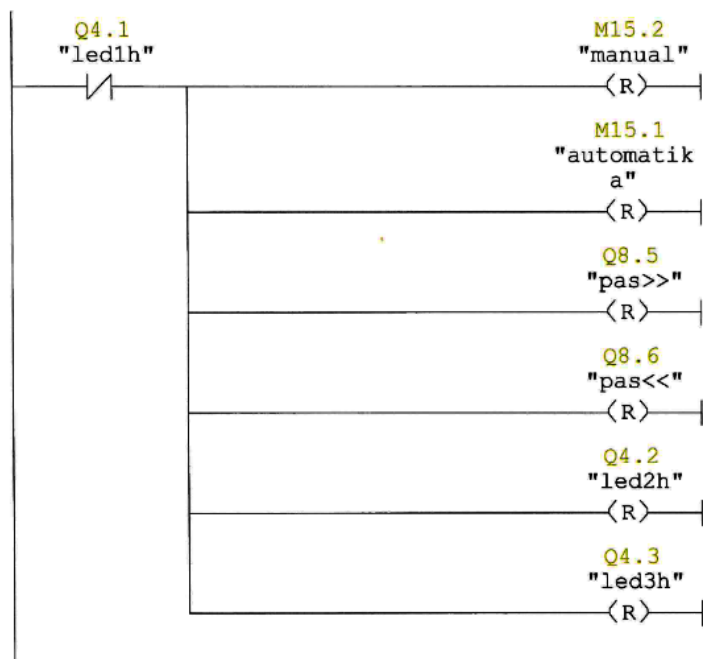 Q4.1 M15.2
"led1h" "manual"
(R)
M15.1
"automatik
a"
(R)
Q8.5
"pas>>"
(R)
Q8.6
"pas<<"
(R)
Q4.2
"led2h"
(R)
Q4.3
"led3h"
(R)